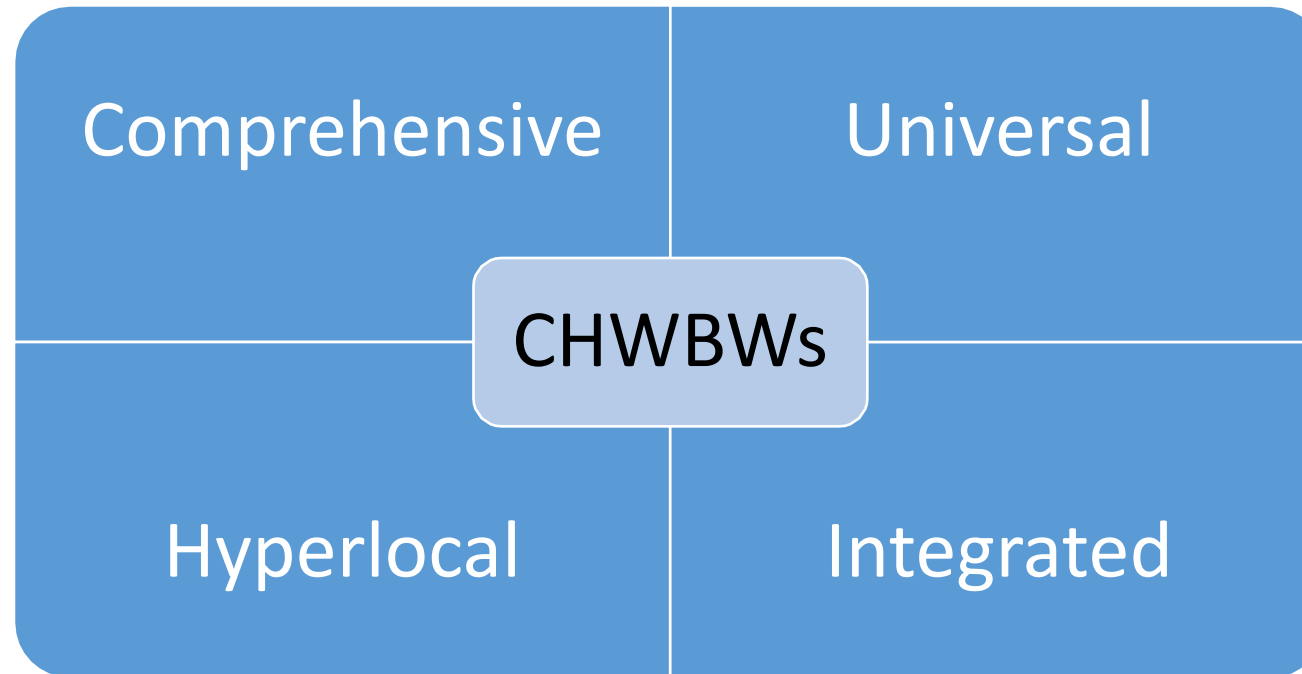 Comprehensive
Universal
CHWBWs
Hyperlocal
Integrated